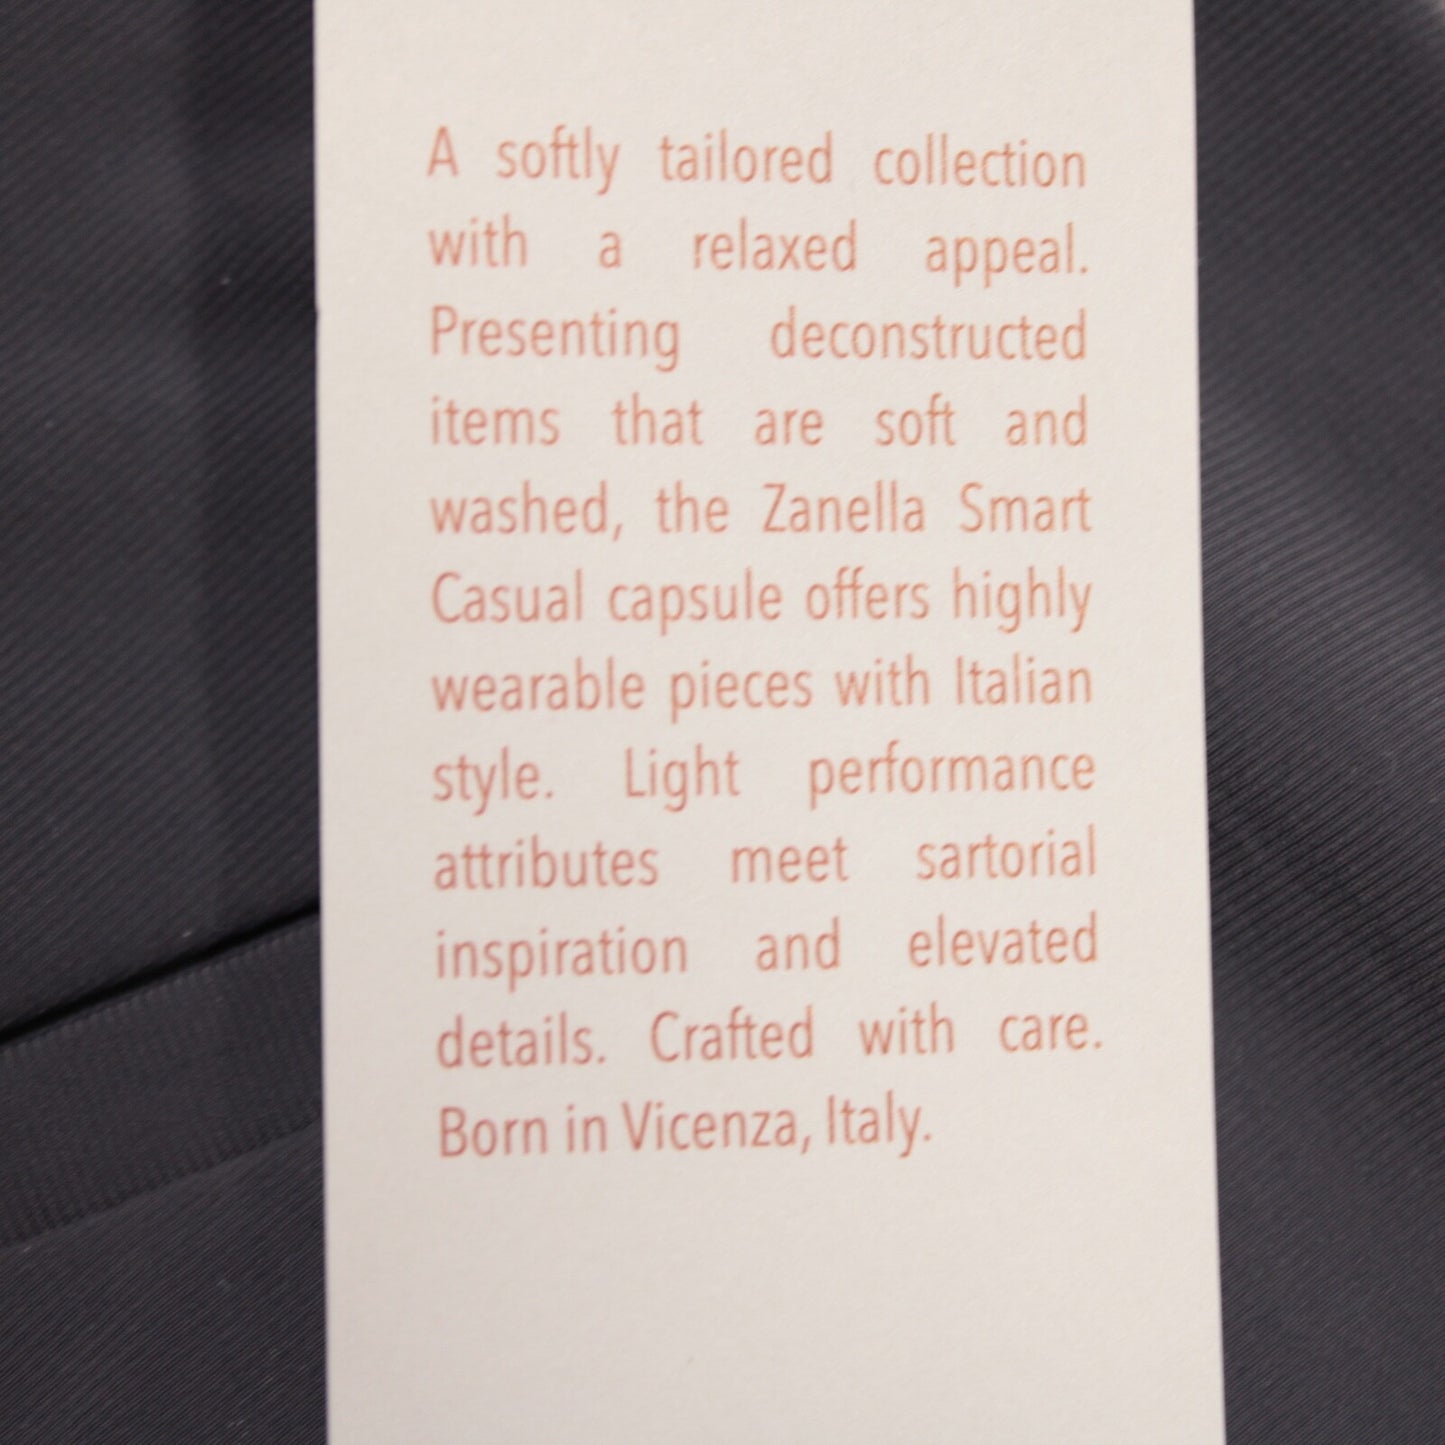 A softly tailored collection
with a relaxed appeal.
Presenting deconstructed
items that are soft and
washed, the Zanella Smart
Casual capsule offers highly
wearable pieces with Italian
style. Light performance
attributes meet sartorial
inspiration and elevated
details. Crafted with care.
Born in Vicenza, Italy.